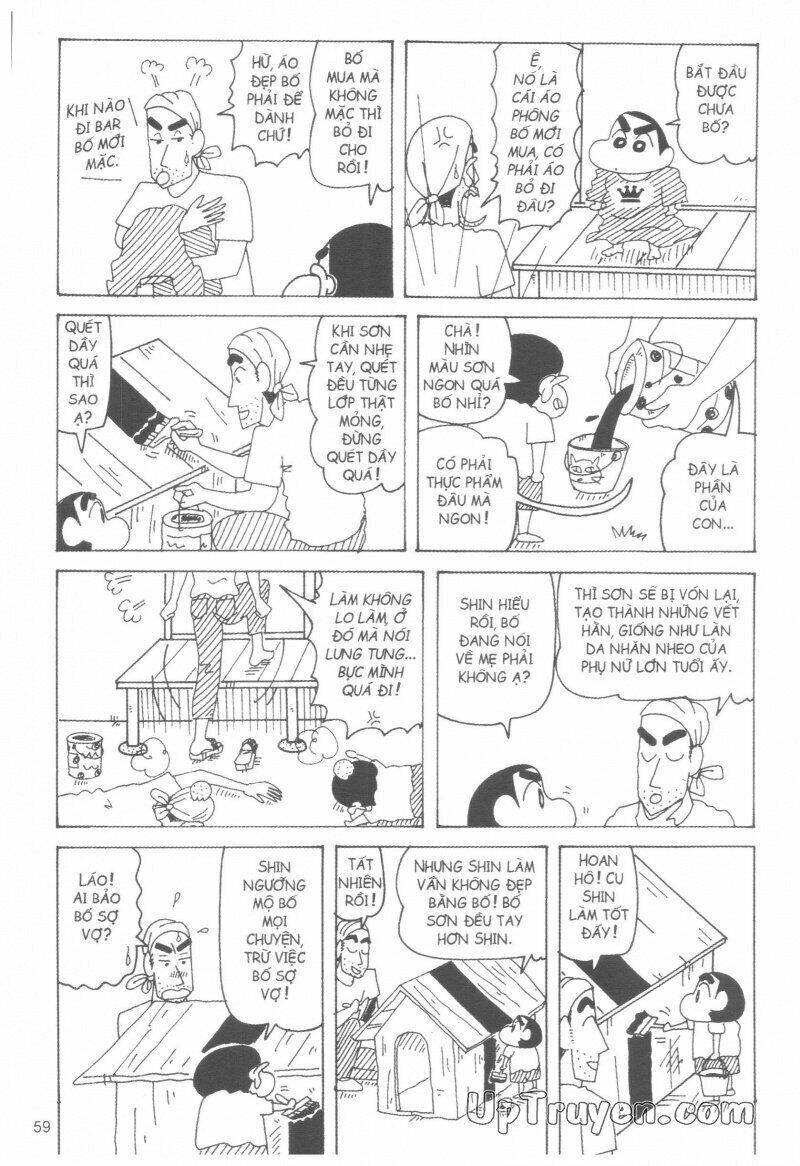 BẮT ĐẦU
ĐƯỢC
CHƯA
BỐ?
Ê,
NÓ LÀ
CÁI ÁO
PHÔNG
BỐ MỚI
MUA, CÓ
PHẢI ÁO
BỎ ĐI
ĐÂU?
BỐ
MUA MÀ
KHÔNG
MẶC THÌ
BỎ ĐI
CHO
RỒI!
HỪ, ÁO
ĐẸP BỐ
PHẢI ĐỂ
DÀNH
CHỨ!
KHI NÀO
ĐI BAR
BỐ MỚI
MẶC.
CHÀ!
NHÌN
MÀU SƠN
NGON QUÁ
BỐ NHỈ?
ĐÂY LÀ
PHẦN
CỦA
CON...
CÓ PHẢI
THỰC PHẨM
ĐÂU MÀ
NGON!
KHI SƠN
CẦN NHẸ
TAY, QUÉT
ĐỀU TỪNG
LỚP THẬT
MỎNG,
ĐỪNG
QUÉT DẦY
QUÁ!
QUÉT
DẦY
QUÁ
THÌ
SAO
Ạ?
THÌ SƠN SẼ BỊ VỐN LẠI,
TẠO THÀNH NHỮNG VẾT
HẰN, GIỐNG NHƯ LÀN
DA NHĂN NHEO CỦA
PHỤ NỮ LỚN TUỔI ẤY.
SHIN HIỂU
RỒI, BỐ
ĐANG NÓI
VỀ MẸ PHẢI
KHÔNG Ạ?
LÀM KHÔNG
LO LÀM, Ở
ĐÓ MÀ NÓI
LUNG TUNG...
BỰC MÌNH
QUÁ ĐI!
HOAN
HÔ! CU
SHIN
LÀM TỐT
ĐẤY!
NHƯNG SHIN LÀM
VẪN KHÔNG ĐẸP
BẰNG BỐ! BỐ
SƠN ĐỀU TAY
HƠN SHIN.
TẤT
NHIÊN
RỒI!
SHIN
NGƯỠNG
MỘ BỐ
MỌI
CHUYỆN,
TRỪ VIỆC
BỐ SỢ
VỢ!
LÁO!
AI BẢO
BỐ SỢ
VỢ?
59
UpTruyen.com